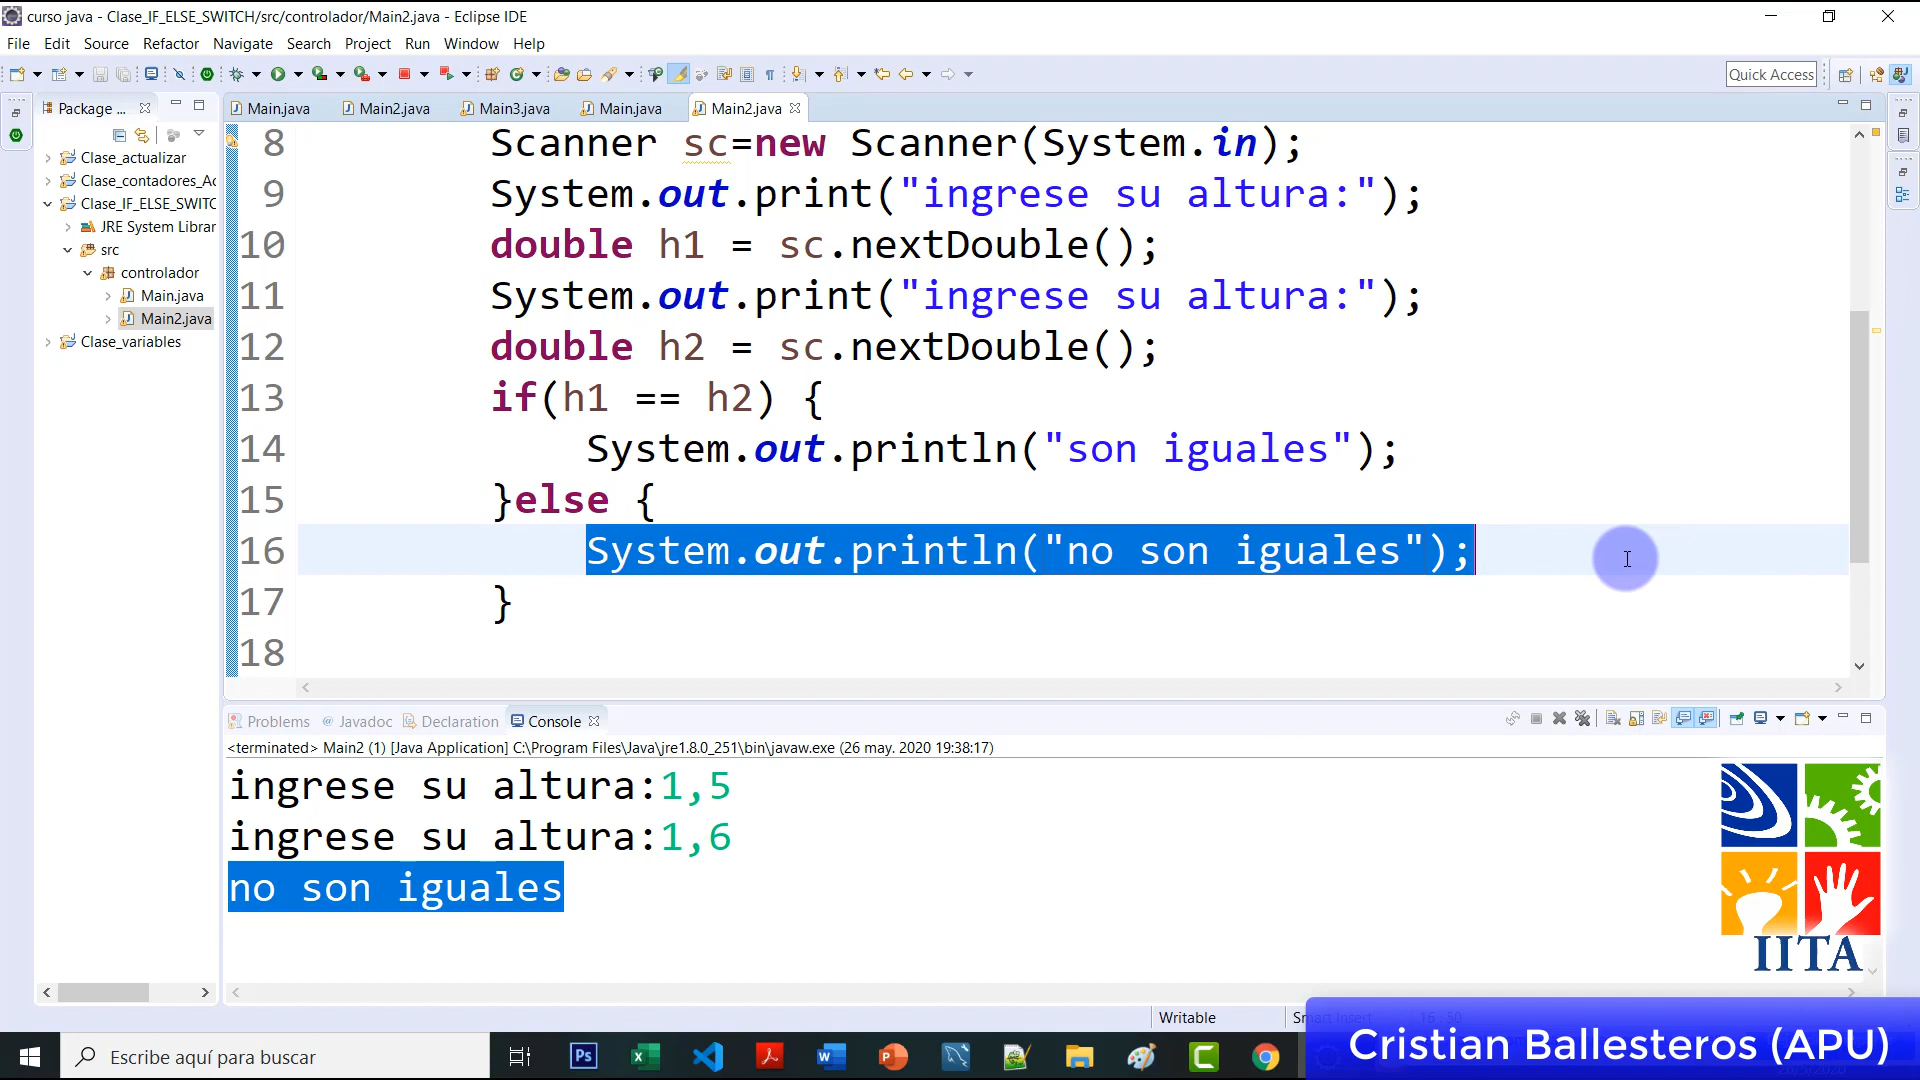 curso java - Clase_IF_ELSE_SWITCH/src/controlador/Main2.java - Eclipse IDE
File Edit Source Refactor Navigate Search Project Run Window Help
Quick Access
Package ...
Main.java Main2.java Main3.java Main.java Main2.java
Clase_actualizar
Clase_contadores_Ac
Clase_IF_ELSE_SWITC
JRE System Librar
src
controlador
Main.java
Main2.java
Clase_variables
8 Scanner sc=new Scanner(System.in);
9 System.out.print("ingrese su altura:");
10 double h1 = sc.nextDouble();
11 System.out.print("ingrese su altura:");
12 double h2 = sc.nextDouble();
13 if(h1 == h2) {
14 System.out.println("son iguales");
15 }else {
16 System.out.println("no son iguales");
17 }
18
Problems @ Javadoc Declaration Console
<terminated> Main2 (1) [Java Application] C:\Program Files\Java\jre1.8.0_251\bin\javaw.exe (26 may. 2020 19:38:17)
ingrese su altura:1,5
ingrese su altura:1,6
no son iguales
IITA
Writable
Cristian Ballesteros (APU)
Escribe aquí para buscar